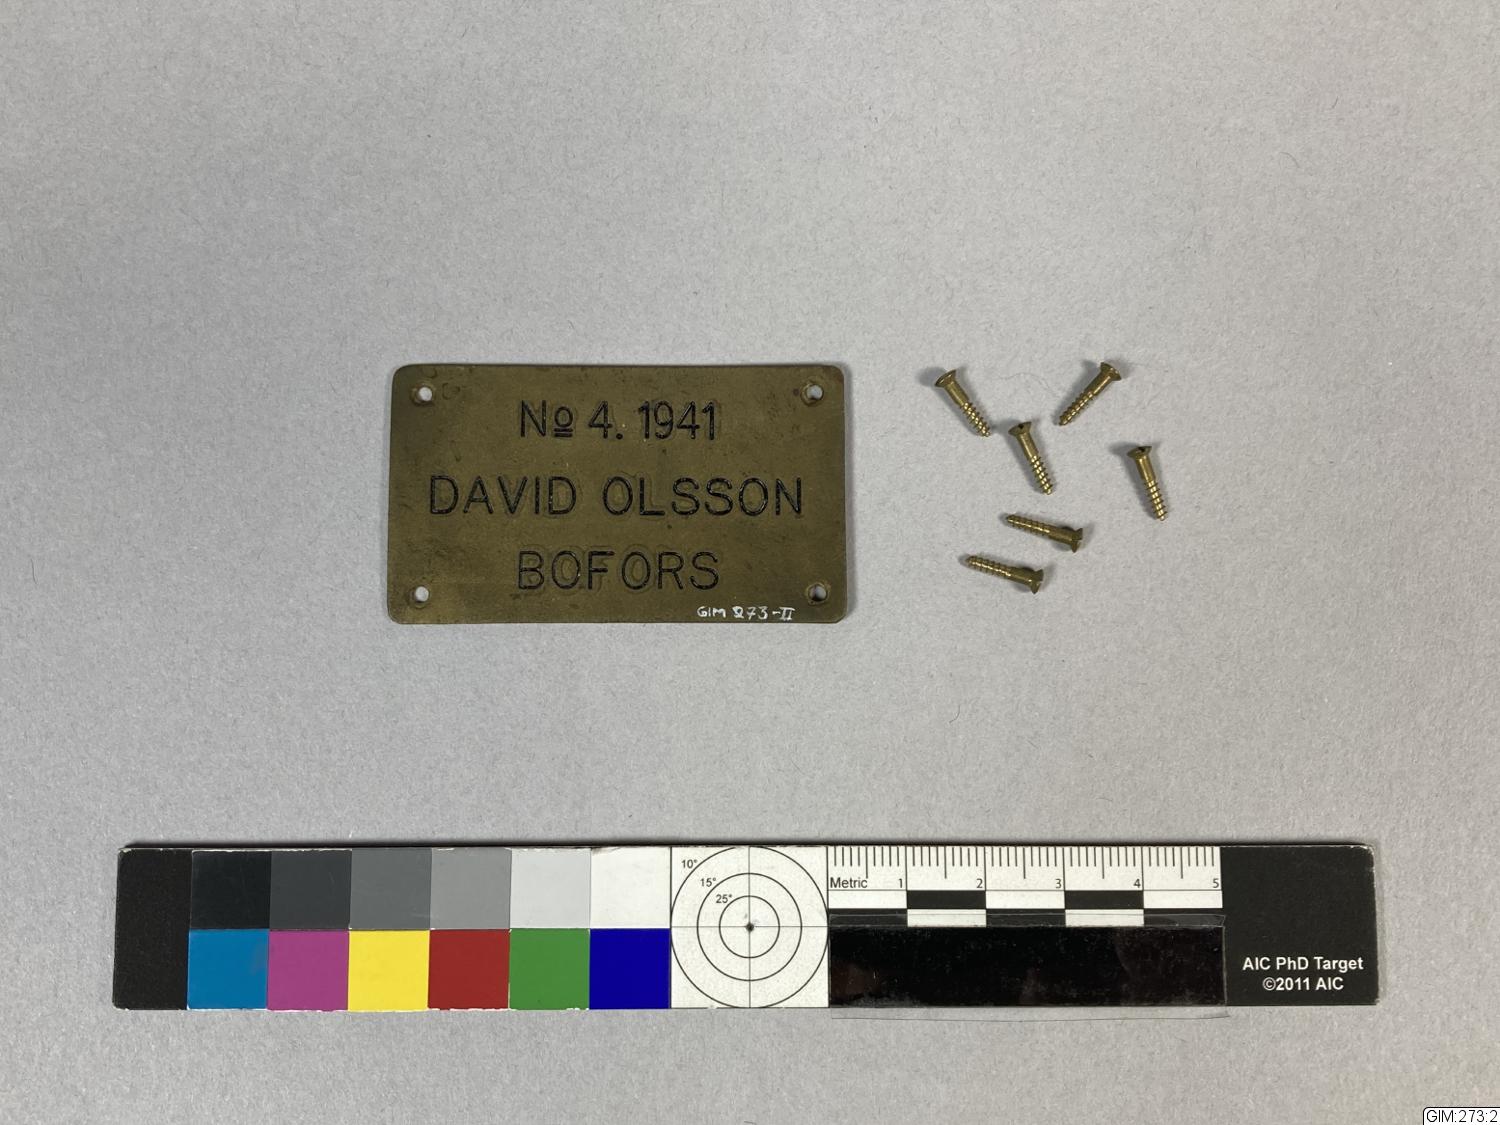 Nº 4. 1941
DAVID OLSSON
BOFORS
GIM 273-II
10°
15°
25°
Metric 1 2 3 4 5
AIC PhD Target
©2011 AIC
GIM:273:2